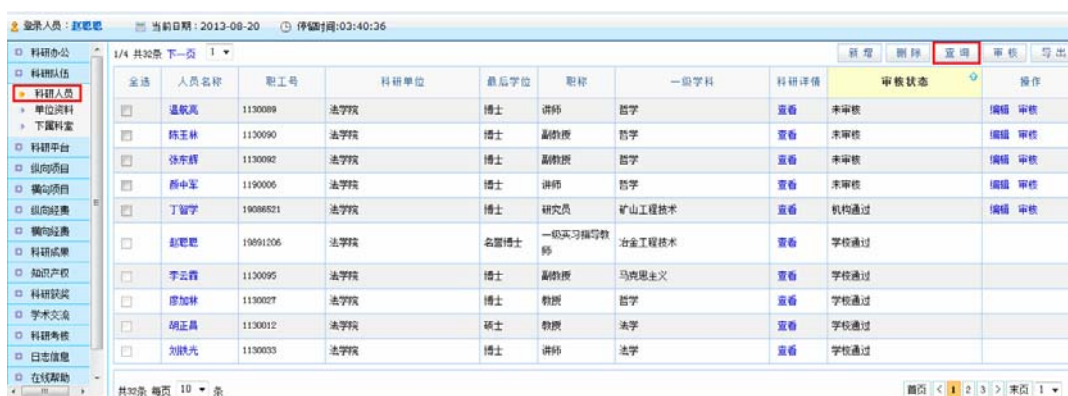 登录人员：赵聪聪 当前日期：2013-08-20 停留时间:03:40:36
科研办公
科研队伍
科研人员
单位资料
下属科室
科研平台
纵向项目
横向项目
纵向经费
横向经费
科研成果
知识产权
科研获奖
学术交流
科研考核
日志信息
在线帮助
1/4 共32条 下一页 1 新增 删除 查询 审核 导出
全选 人员名称 职工号 科研单位 最后学位 职称 一级学科 科研详情 审核状态 操作
温航高 1130089 法学院 博士 讲师 哲学 查看 未审核 编辑 审核
陈玉林 1130090 法学院 博士 副教授 哲学 查看 未审核 编辑 审核
张东辉 1130092 法学院 博士 副教授 哲学 查看 未审核 编辑 审核
颜中军 1190006 法学院 博士 讲师 哲学 查看 未审核 编辑 审核
丁智学 19086521 法学院 博士 研究员 矿山工程技术 查看 机构通过 编辑 审核
赵聪聪 19891206 法学院 名誉博士 一级实习指导教师 冶金工程技术 查看 学校通过
李云霞 1130095 法学院 博士 副教授 马克思主义 查看 学校通过
廖加林 1130027 法学院 博士 教授 哲学 查看 学校通过
胡正昌 1130012 法学院 硕士 教授 法学 查看 学校通过
刘铁光 1130033 法学院 博士 讲师 法学 查看 学校通过
共32条 每页 10 条 首页 1 2 3 末页 1